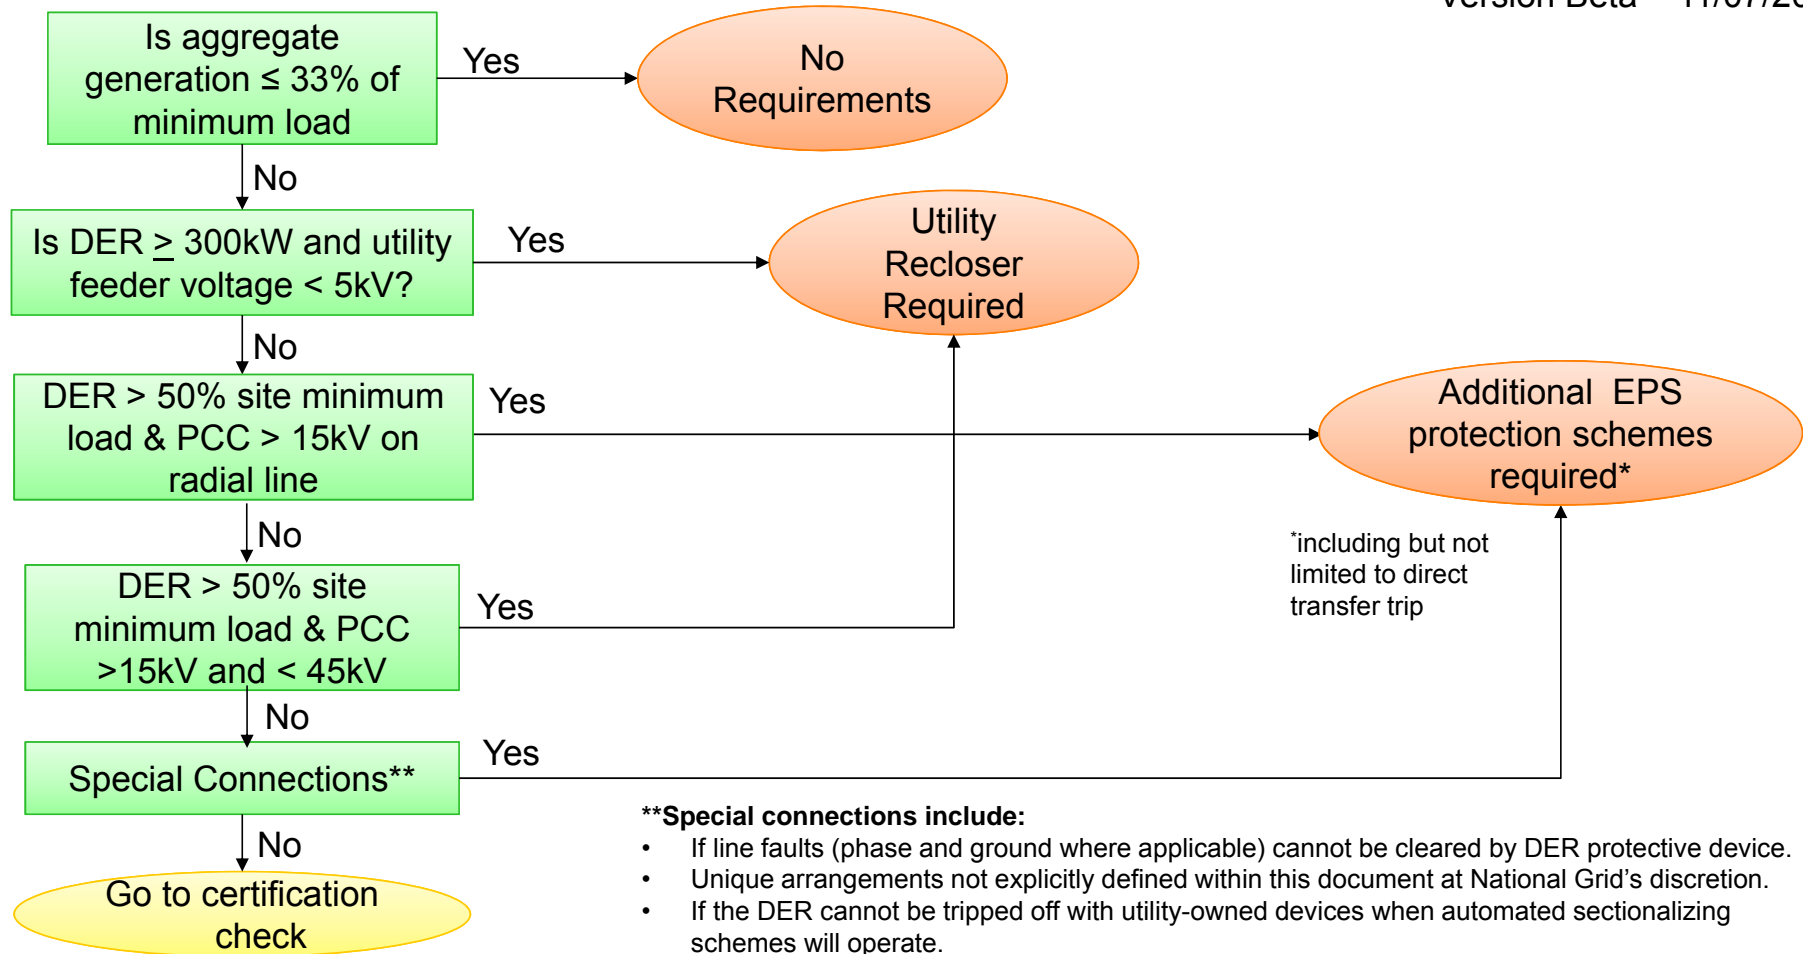 Version Beta 11/07/20
Is aggregate
generation ≤ 33% of
minimum load
Yes
No
Requirements
No
Is DER > 300kW and utility
feeder voltage < 5kV?
Yes
Utility
Recloser
Required
No
DER > 50% site minimum
load & PCC > 15kV on
radial line
Yes
Additional EPS
protection schemes
required*
*including but not
limited to direct
transfer trip
No
DER > 50% site
minimum load & PCC
>15kV and < 45kV
Yes
No
Special Connections**
Yes
No
Go to certification
check
**Special connections include:
• If line faults (phase and ground where applicable) cannot be cleared by DER protective device.
• Unique arrangements not explicitly defined within this document at National Grid's discretion.
• If the DER cannot be tripped off with utility-owned devices when automated sectionalizing
schemes will operate.